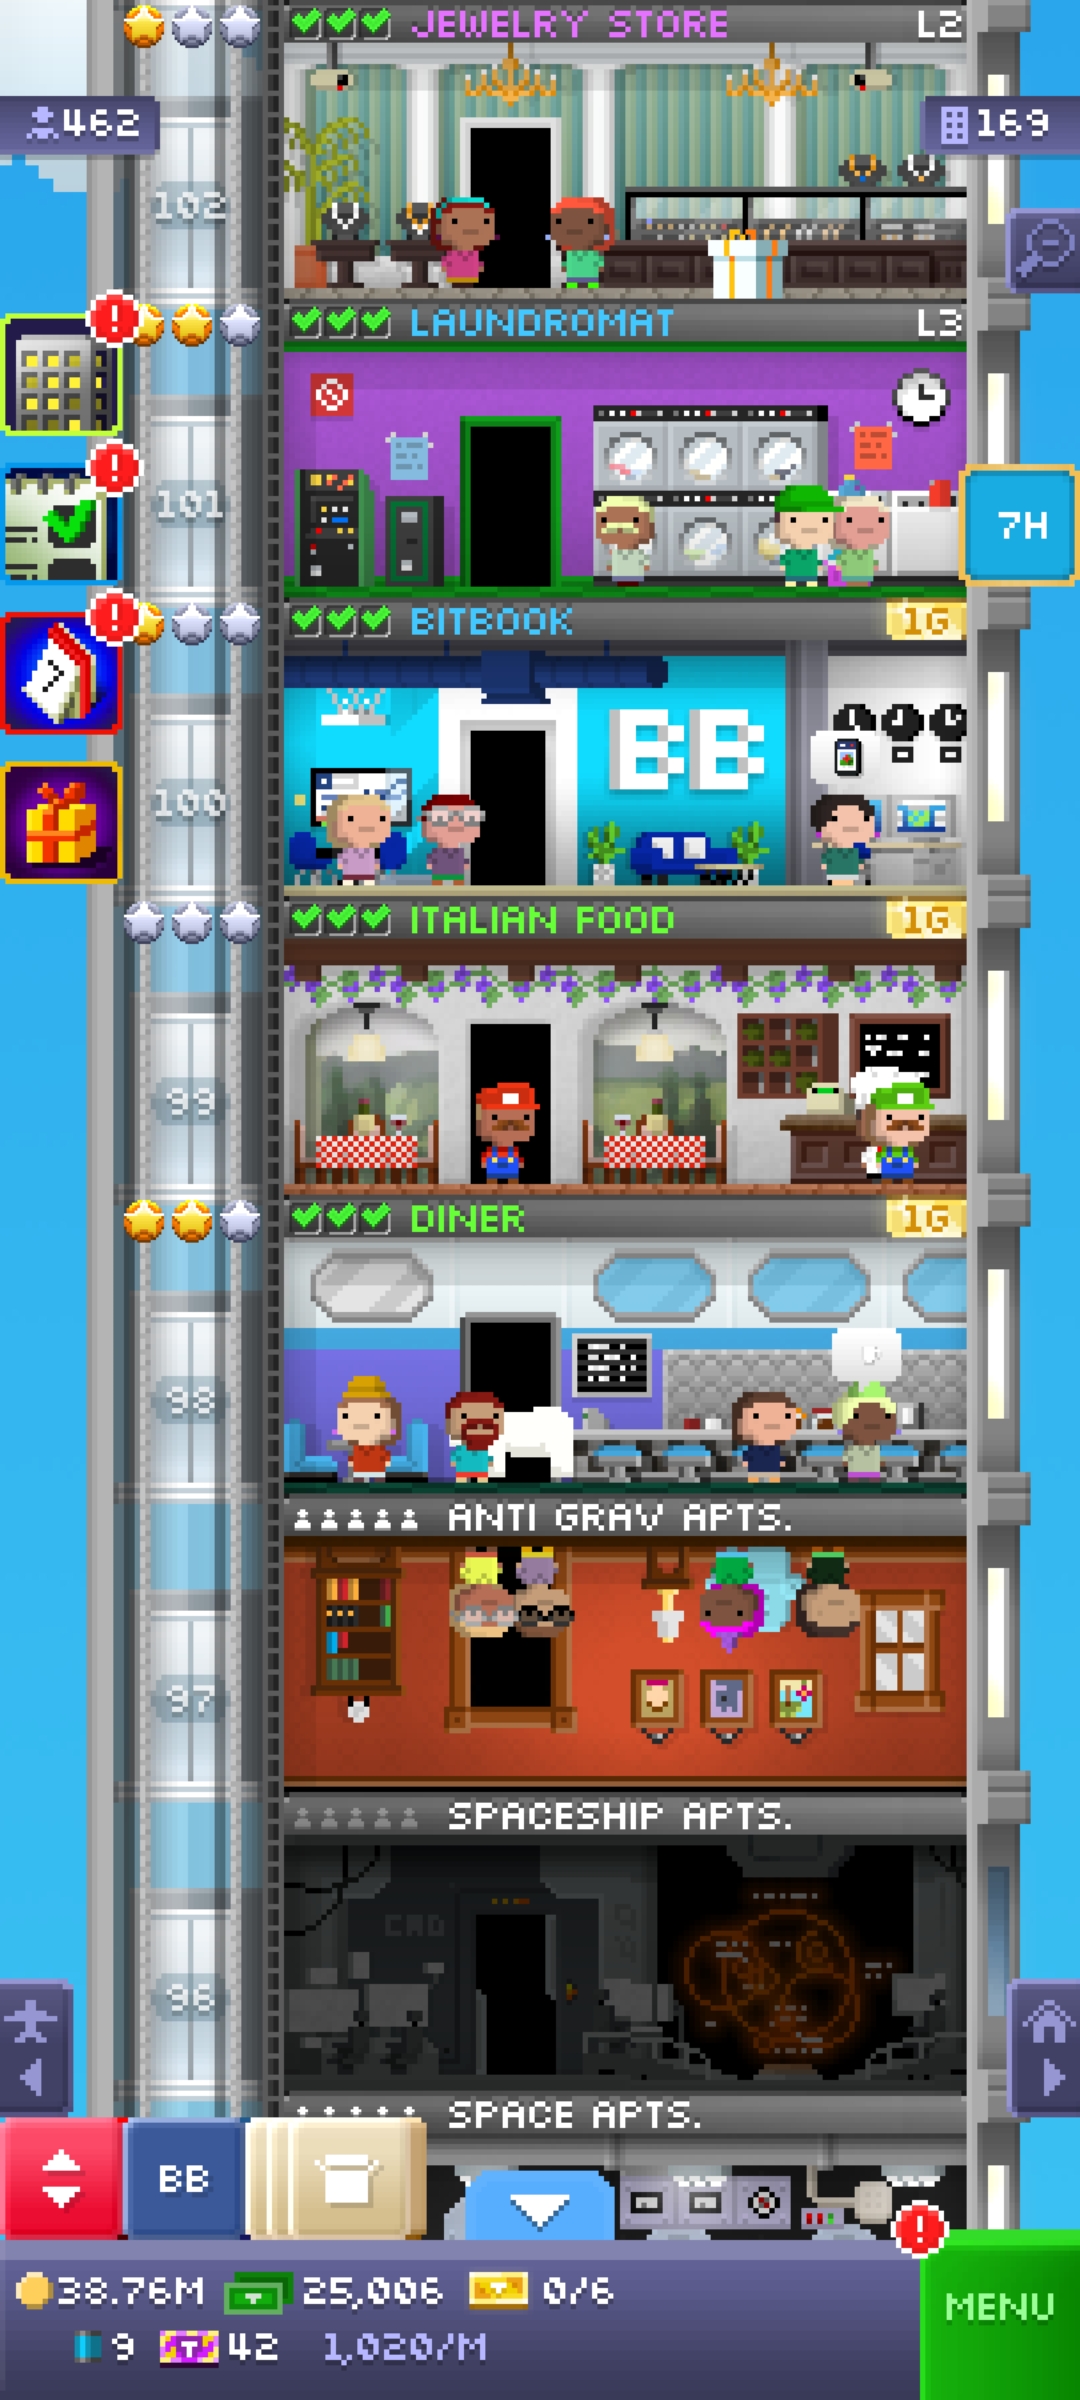 JEWELRY STORE L2
462
169
102
LAUNDROMAT L3
101
7H
BITBOOK 1G
BB
7
100
ITALIAN FOOD 1G
99
DINER 1G
98
ANTI GRAV APTS.
97
SPACESHIP APTS.
CMD
96
SPACE APTS.
BB
38.76M 25,006 0/6
MENU
9 T 42 1,020/M